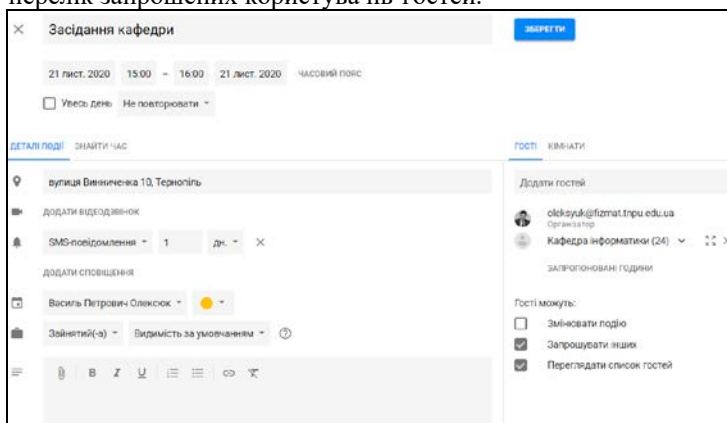 перелік запрошених користувачів гостей.
Засідання кафедри
ЗБЕРЕГТИ
21 лист. 2020 15:00 – 16:00 21 лист. 2020 ЧАСОВИЙ ПОЯС
Увесь день Не повторювати
ДЕТАЛІ ПОДІЇ ЗНАЙТИ ЧАС
ГОСТІ КІМНАТИ
вулиця Винниченка 10, Тернопіль
ДОДАТИ ВІДЕОДЗВІНОК
SMS-повідомлення 1 дн.
ДОДАТИ СПОВІЩЕННЯ
Василь Петрович Олексюк
Зайнятий(-а) Видимість за умовчанням
B I U
Додати гостей
oleksyuk@fizmat.tnpu.edu.ua
Організатор
Кафедра інформатики (24)
ЗАПРОПОНОВАНІ ГОДИНИ
Гості можуть:
Змінювати подію
Запрошувати інших
Переглядати список гостей